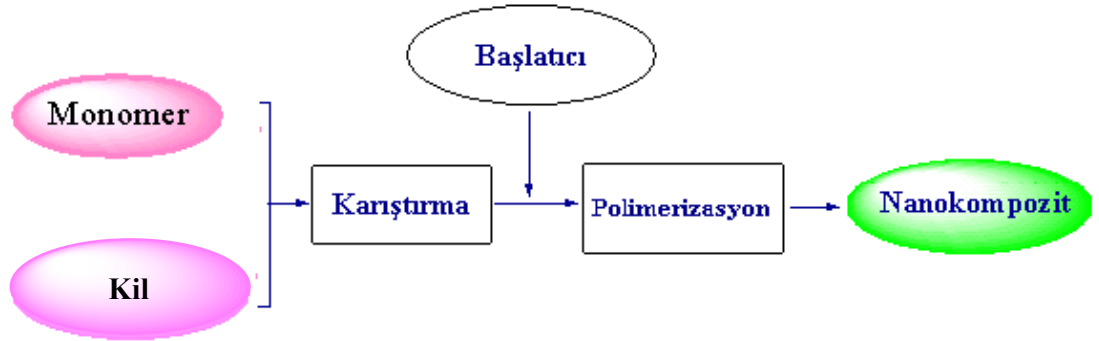 Başlatıcı
Monomer
Karıştırma
Polimerizasyon
Nanokompozit
Kil